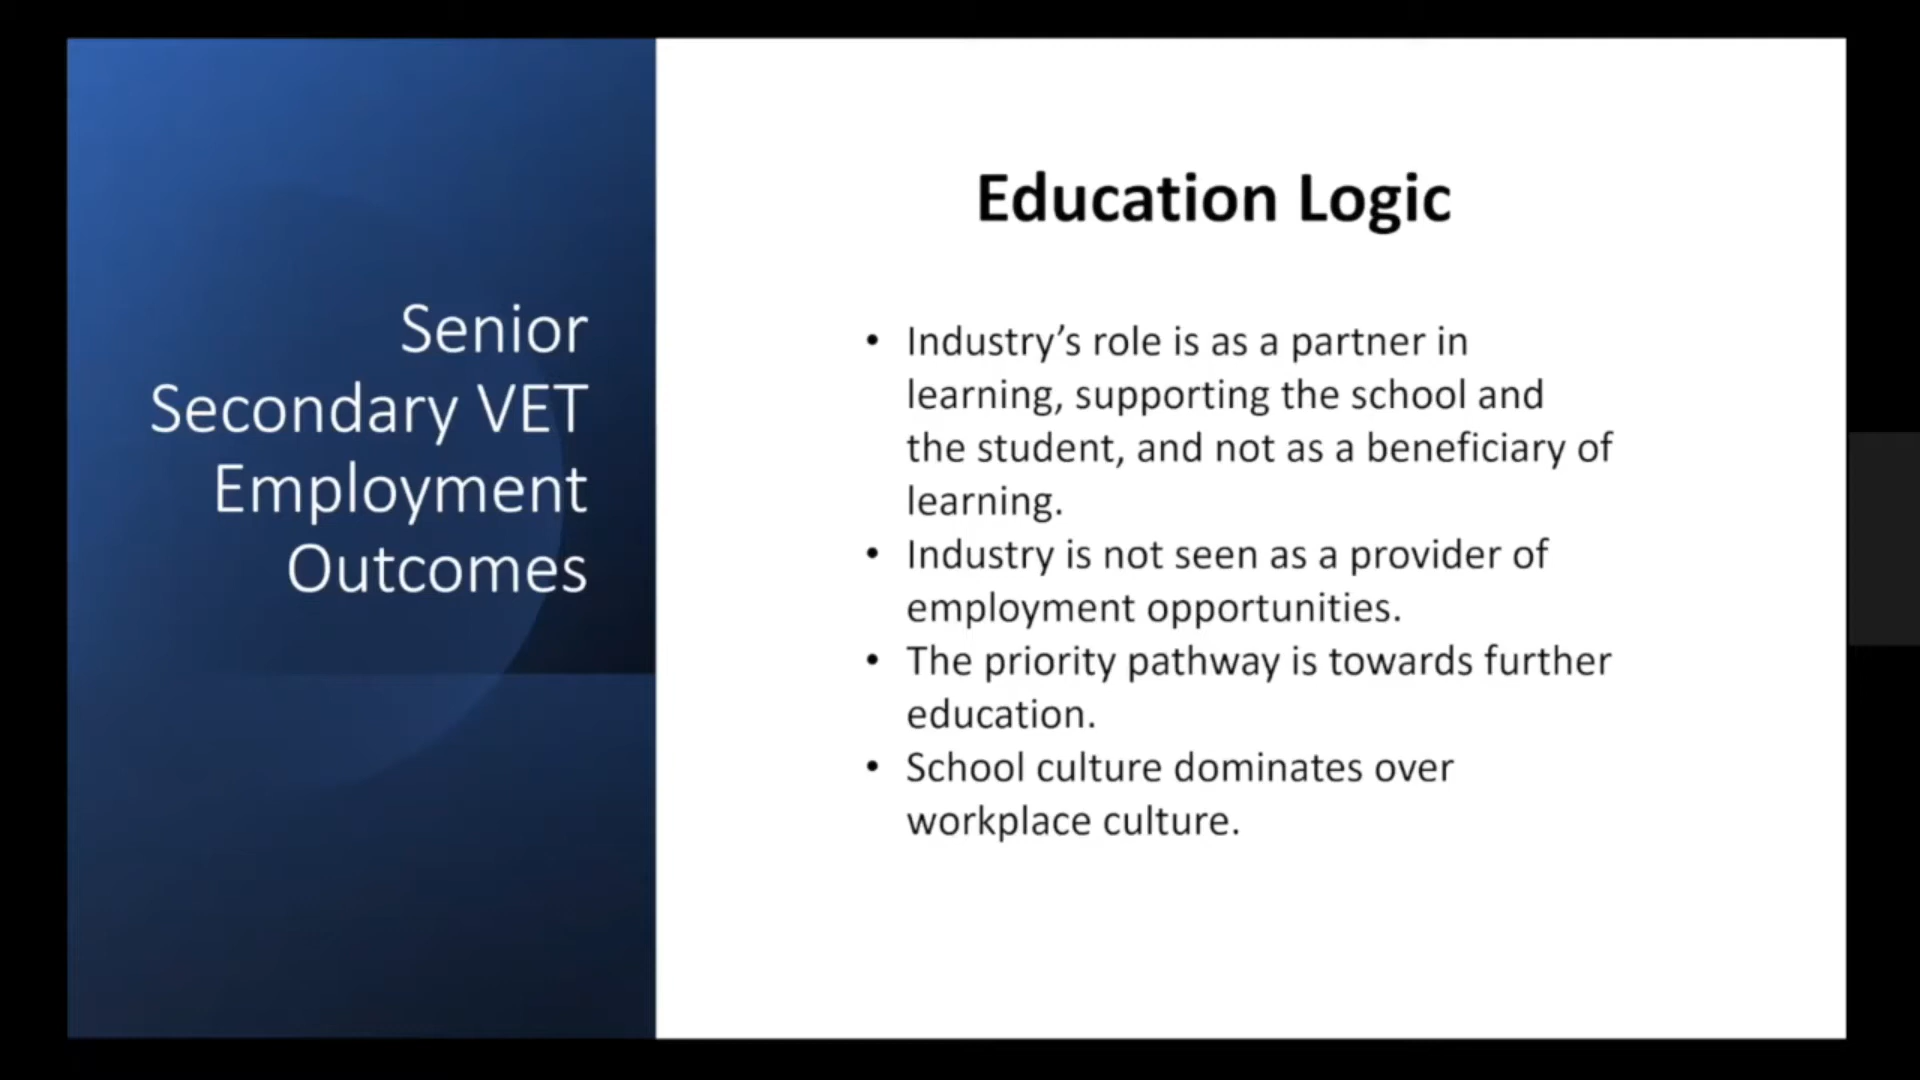 Senior
Secondary VET
Employment
Outcomes
Education Logic
• Industry’s role is as a partner in
learning, supporting the school and
the student, and not as a beneficiary of
learning.
• Industry is not seen as a provider of
employment opportunities.
• The priority pathway is towards further
education.
• School culture dominates over
workplace culture.